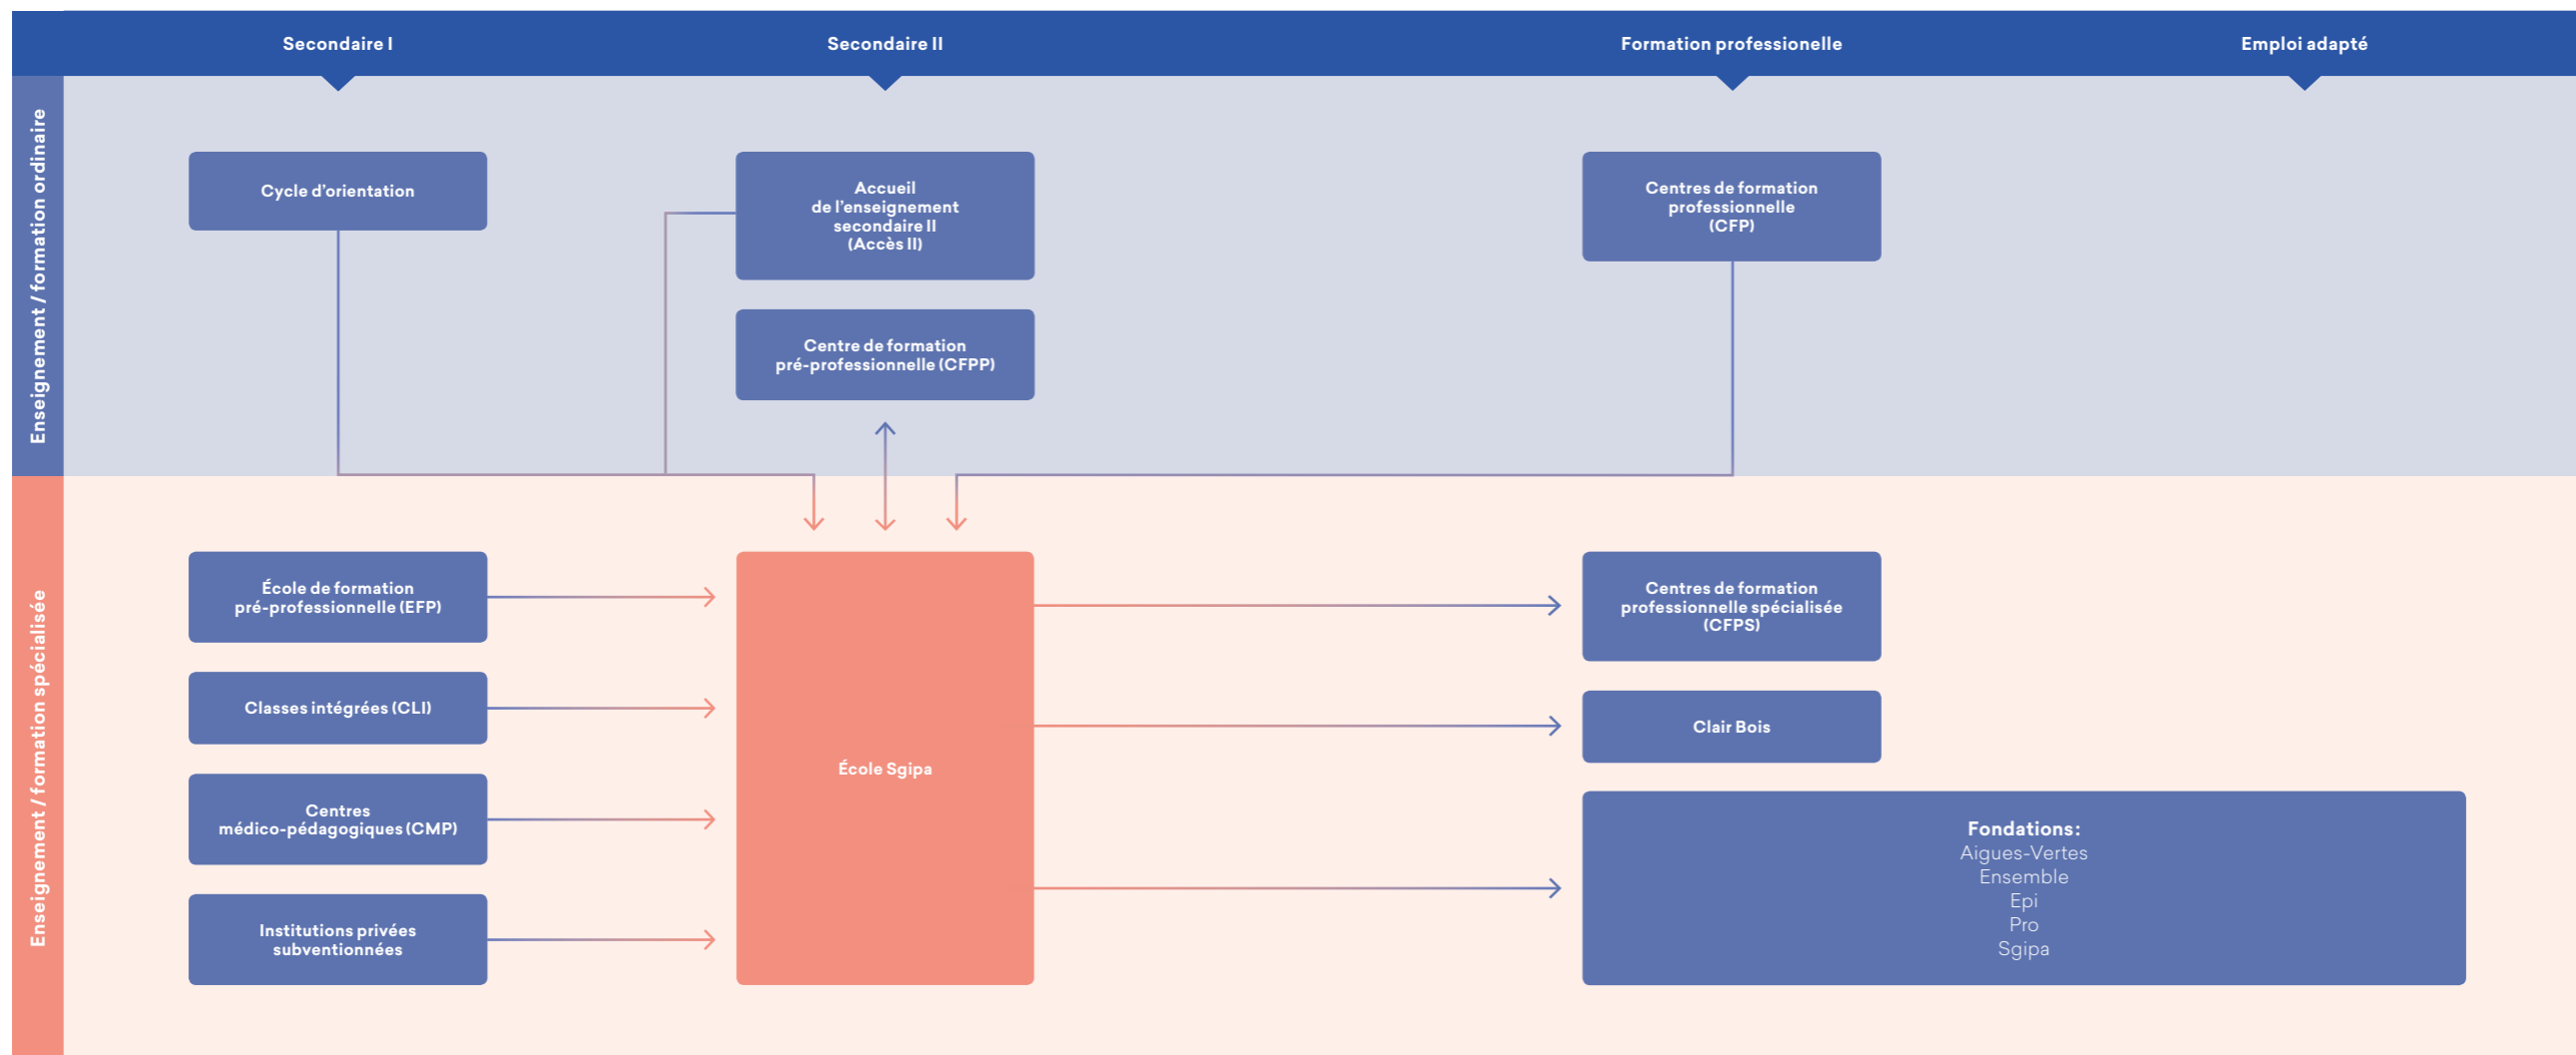 Secondaire I
Secondaire II
Formation professionelle
Emploi adapté
Enseignement / formation ordinaire
Cycle d’orientation
Accueil
de l’enseignement
secondaire II
(Accès II)
Centre de formation
pré-professionnelle (CFPP)
Centres de formation
professionnelle
(CFP)
Enseignement / formation spécialisée
École de formation
pré-professionnelle (EFP)
Classes intégrées (CLI)
Centres
médico-pédagogiques (CMP)
Institutions privées
subventionnées
École Sgipa
Centres de formation
professionnelle spécialisée
(CFPS)
Clair Bois
Fondations :
Aigues-Vertes
Ensemble
Epi
Pro
Sgipa